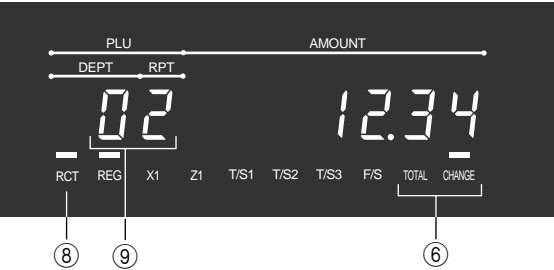 PLU AMOUNT
DEPT RPT
02 12.34
RCT REG X1 Z1 T/S1 T/S2 T/S3 F/S TOTAL CHANGE
⑧ ⑨ ⑥